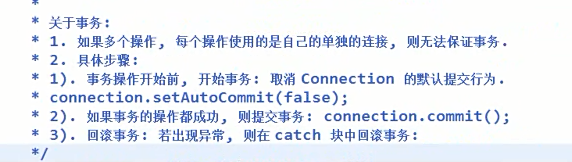 *
* 关于事务:
* 1. 如果多个操作, 每个操作使用的是自己的单独的连接, 则无法保证事务.
* 2. 具体步骤:
* 1). 事务操作开始前, 开始事务: 取消 Connection 的默认提交行为.
* connection.setAutoCommit(false);
* 2). 如果事务的操作都成功, 则提交事务: connection.commit();
* 3). 回滚事务: 若出现异常, 则在 catch 块中回滚事务:
*/